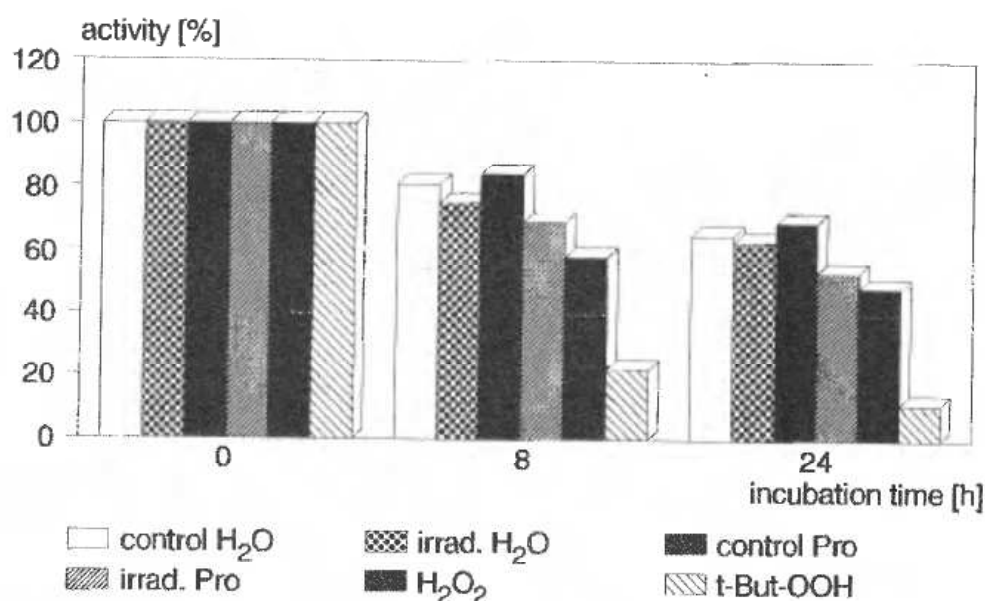 activity [%]
120
100
80
60
40
20
0
0 8 24
incubation time [h]
control H₂O irrad. H₂O control Pro
irrad. Pro H₂O₂ t-But-OOH